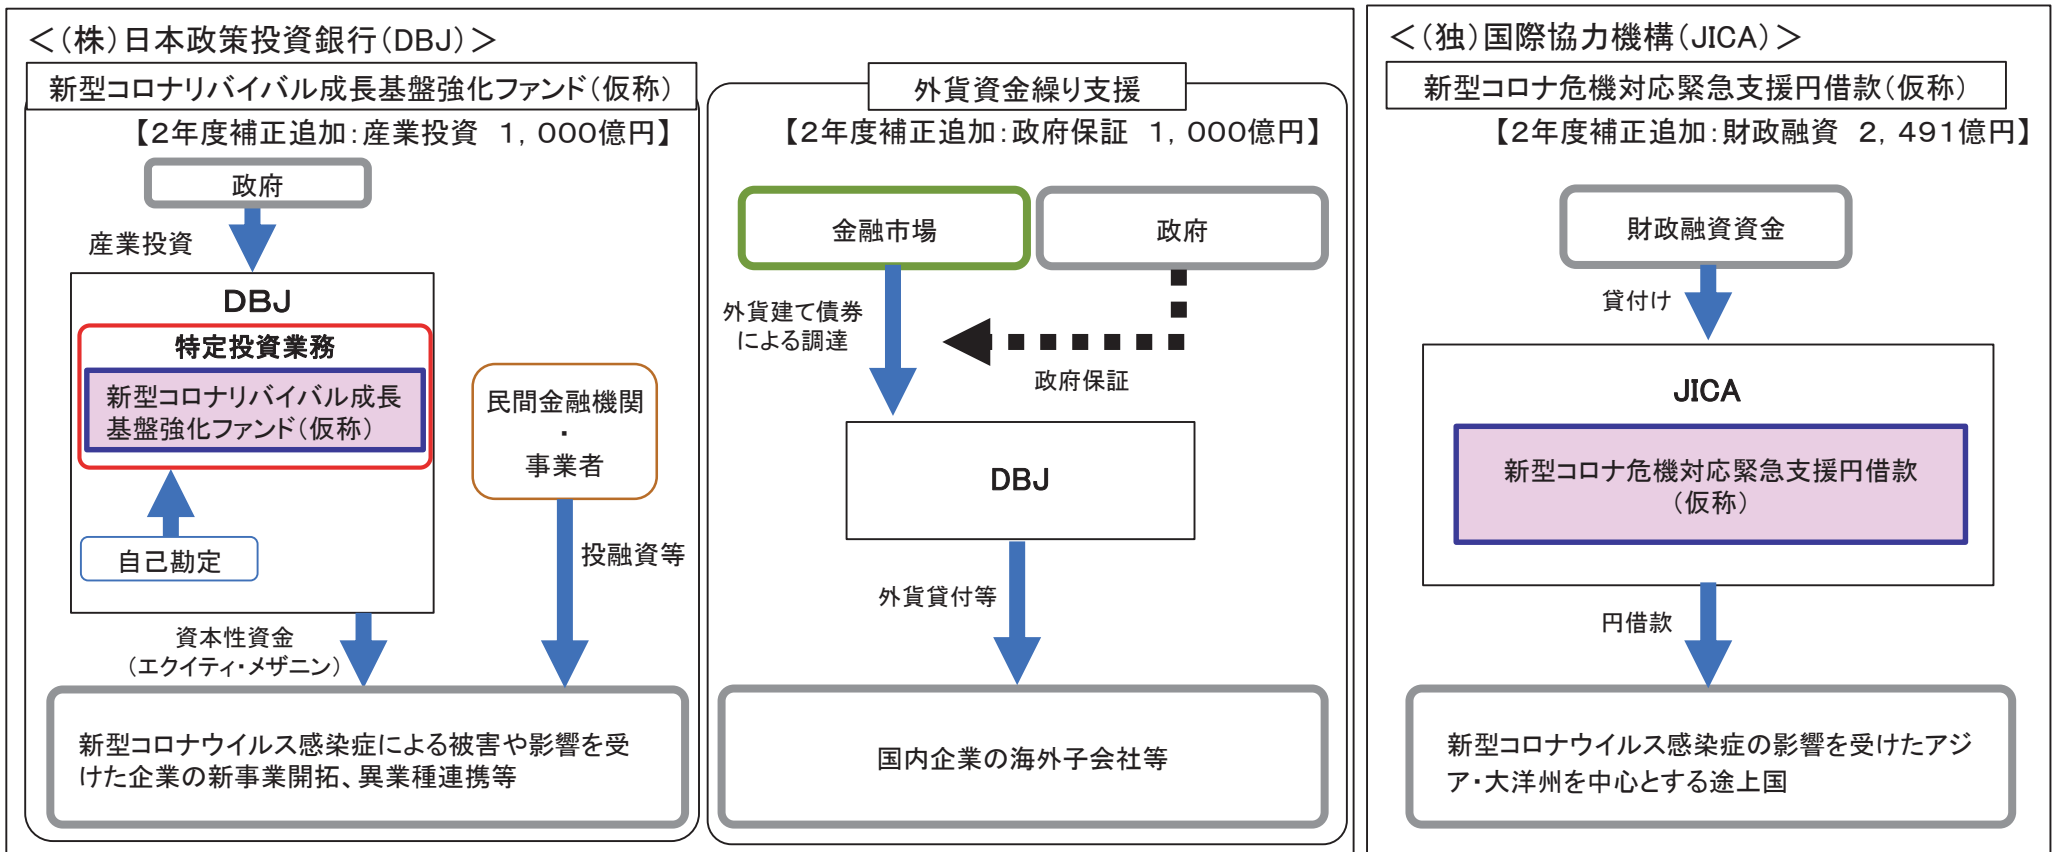 ＜（株）日本政策投資銀行（DBJ）＞
新型コロナリバイバル成長基盤強化ファンド（仮称）
【２年度補正追加：産業投資　１，０００億円】
政府
産業投資
DBJ
特定投資業務
新型コロナリバイバル成長
基盤強化ファンド（仮称）
自己勘定
民間金融機関
・
事業者
投融資等
資本性資金
（エクイティ・メザニン）
新型コロナウイルス感染症による被害や影響を受
けた企業の新事業開拓、異業種連携等
外貨資金繰り支援
【２年度補正追加：政府保証　１，０００億円】
金融市場
政府
外貨建て債券
による調達
政府保証
DBJ
外貨貸付等
国内企業の海外子会社等
＜（独）国際協力機構（JICA）＞
新型コロナ危機対応緊急支援円借款（仮称）
【２年度補正追加：財政融資　２，４９１億円】
財政融資資金
貸付け
JICA
新型コロナ危機対応緊急支援円借款
（仮称）
円借款
新型コロナウイルス感染症の影響を受けたアジ
ア・大洋州を中心とする途上国